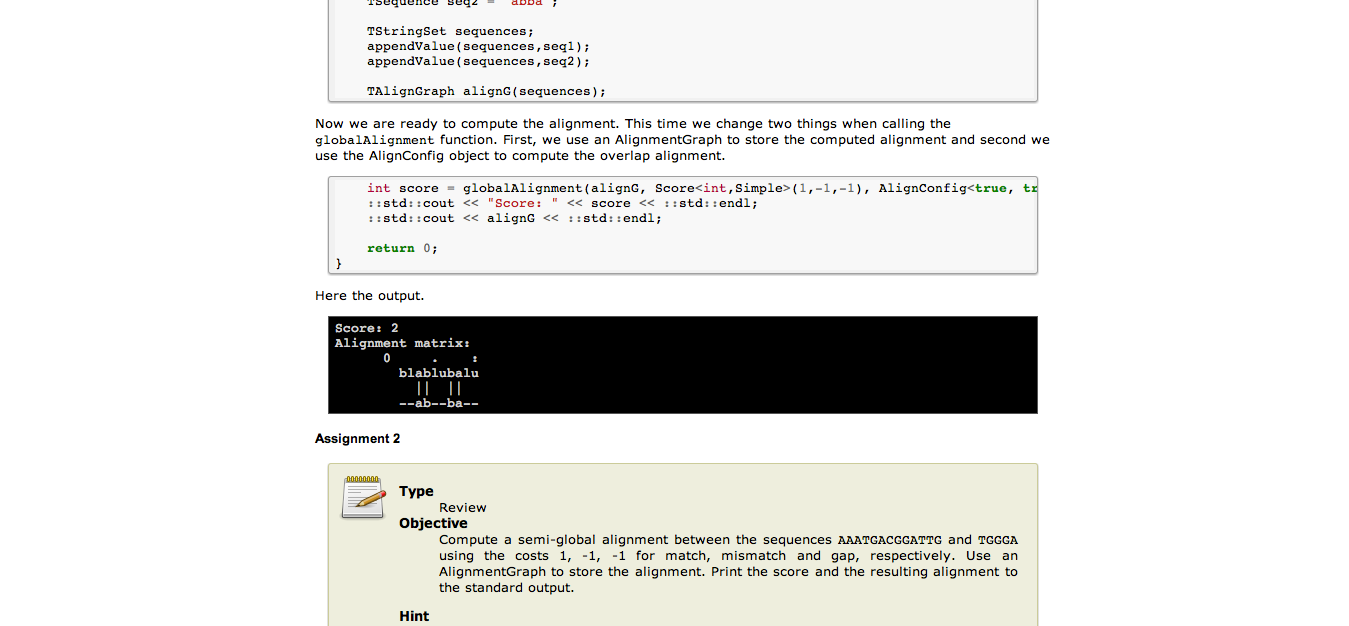 TSequence seq2 = "abba";
TStringSet sequences;
appendValue(sequences,seq1);
appendValue(sequences,seq2);
TAlignGraph alignG(sequences);
Now we are ready to compute the alignment. This time we change two things when calling the
globalAlignment function. First, we use an AlignmentGraph to store the computed alignment and second we
use the AlignConfig object to compute the overlap alignment.
int score = globalAlignment(alignG, Score<int,Simple>(1,-1,-1), AlignConfig<true, tr
::std::cout << "Score: " << score << ::std::endl;
::std::cout << alignG << ::std::endl;
return 0;
}
Here the output.
Score: 2
Alignment matrix:
0     .    :
blablubalu
||  ||
--ab--ba--
Assignment 2
Type
Review
Objective
Compute a semi-global alignment between the sequences AAATGACGGATTG and TGGGA
using the costs 1, -1, -1 for match, mismatch and gap, respectively. Use an
AlignmentGraph to store the alignment. Print the score and the resulting alignment to
the standard output.
Hint